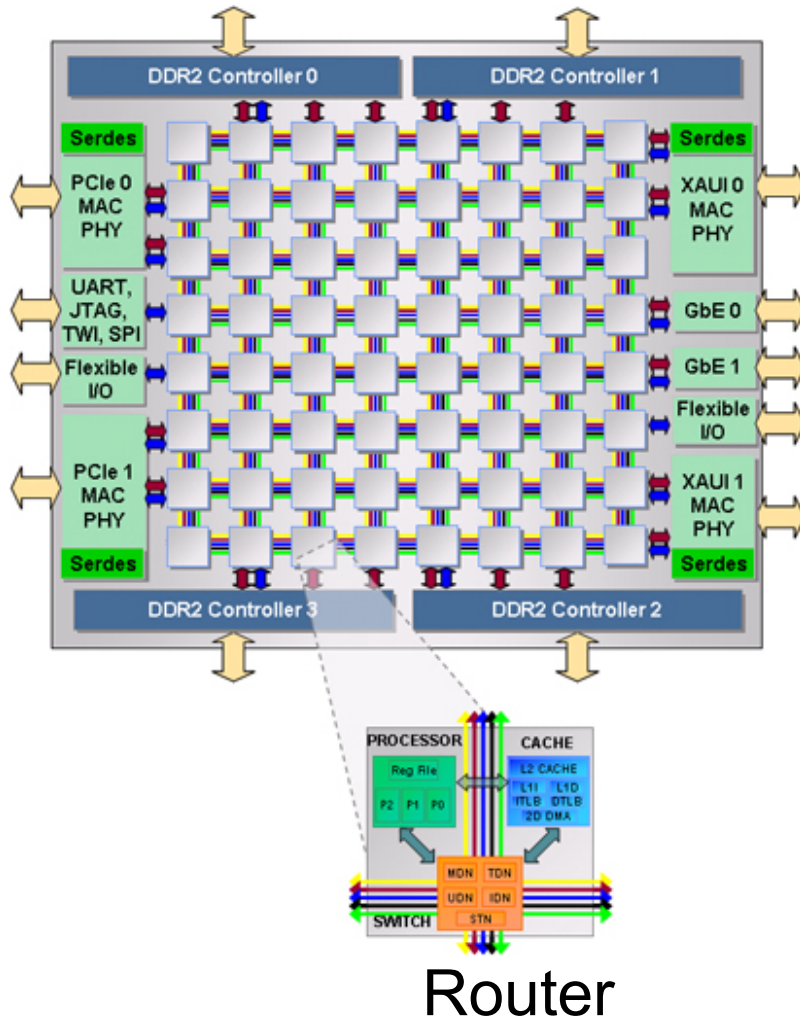 DDR2 Controller 0
DDR2 Controller 1
Serdes
PCIe 0
MAC
PHY
UART,
JTAG,
TWI, SPI
Flexible
I/O
PCIe 1
MAC
PHY
Serdes
Serdes
XAUI 0
MAC
PHY
GbE 0
GbE 1
Flexible
I/O
XAUI 1
MAC
PHY
Serdes
DDR2 Controller 3
DDR2 Controller 2
PROCESSOR
CACHE
Reg File
P2 P1 P0
L2 CACHE
L1I L1D
ITLB DTLB
2D DMA
MDN TDN
UDN IDN
STN
SWITCH
Router